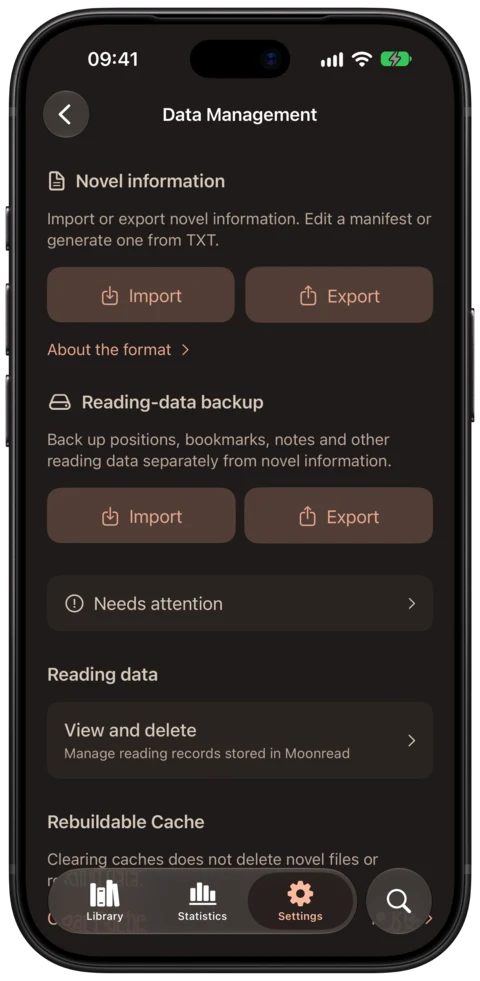 09:41
Data Management
Novel information
Import or export novel information. Edit a manifest or
generate one from TXT.
Import
Export
About the format
Reading-data backup
Back up positions, bookmarks, notes and other
reading data separately from novel information.
Import
Export
Needs attention
Reading data
View and delete
Manage reading records stored in Moonread
Rebuildable Cache
Clearing caches does not delete novel files or
Library
Statistics
Settings